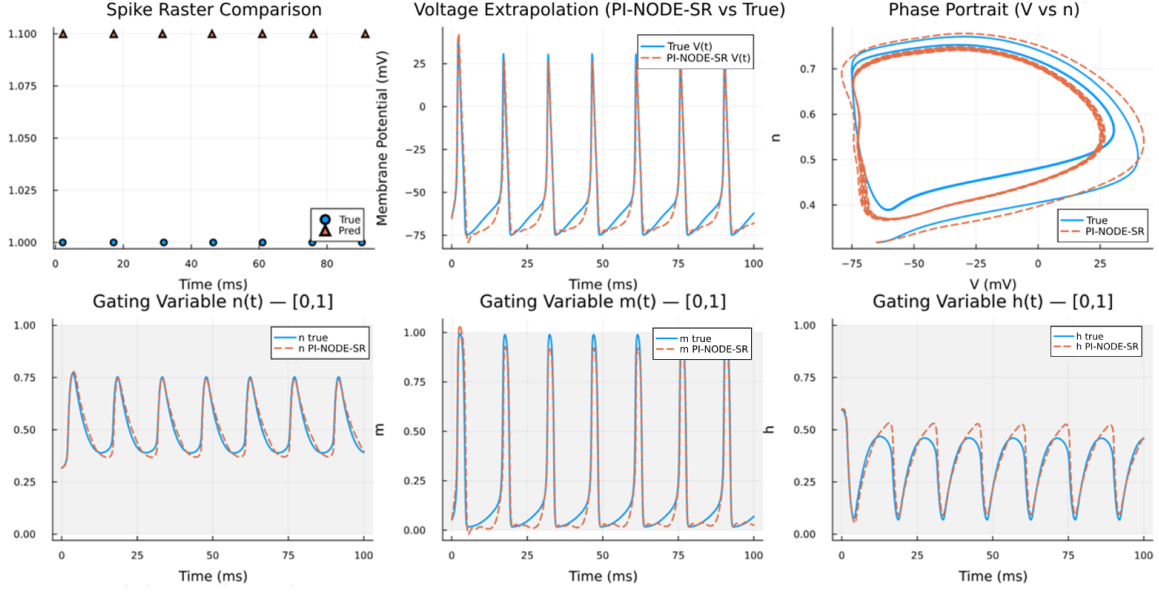 Spike Raster Comparison
1.100
1.075
1.050
1.025
1.000
0
20
40
60
80
Time (ms)
True
Pred
Voltage Extrapolation (PI-NODE-SR vs True)
Membrane Potential (mV)
25
0
−25
−50
−75
0
25
50
75
100
Time (ms)
True V(t)
PI-NODE-SR V(t)
Phase Portrait (V vs n)
n
0.7
0.6
0.5
0.4
−75
−50
−25
0
25
V (mV)
True
PI-NODE-SR
Gating Variable n(t) — [0,1]
1.00
0.75
0.50
0.25
0.00
0
25
50
75
100
Time (ms)
n true
n PI-NODE-SR
Gating Variable m(t) — [0,1]
m
1.00
0.75
0.50
0.25
0.00
0
25
50
75
100
Time (ms)
m true
m PI-NODE-SR
Gating Variable h(t) — [0,1]
h
1.00
0.75
0.50
0.25
0.00
0
25
50
75
100
Time (ms)
h true
h PI-NODE-SR